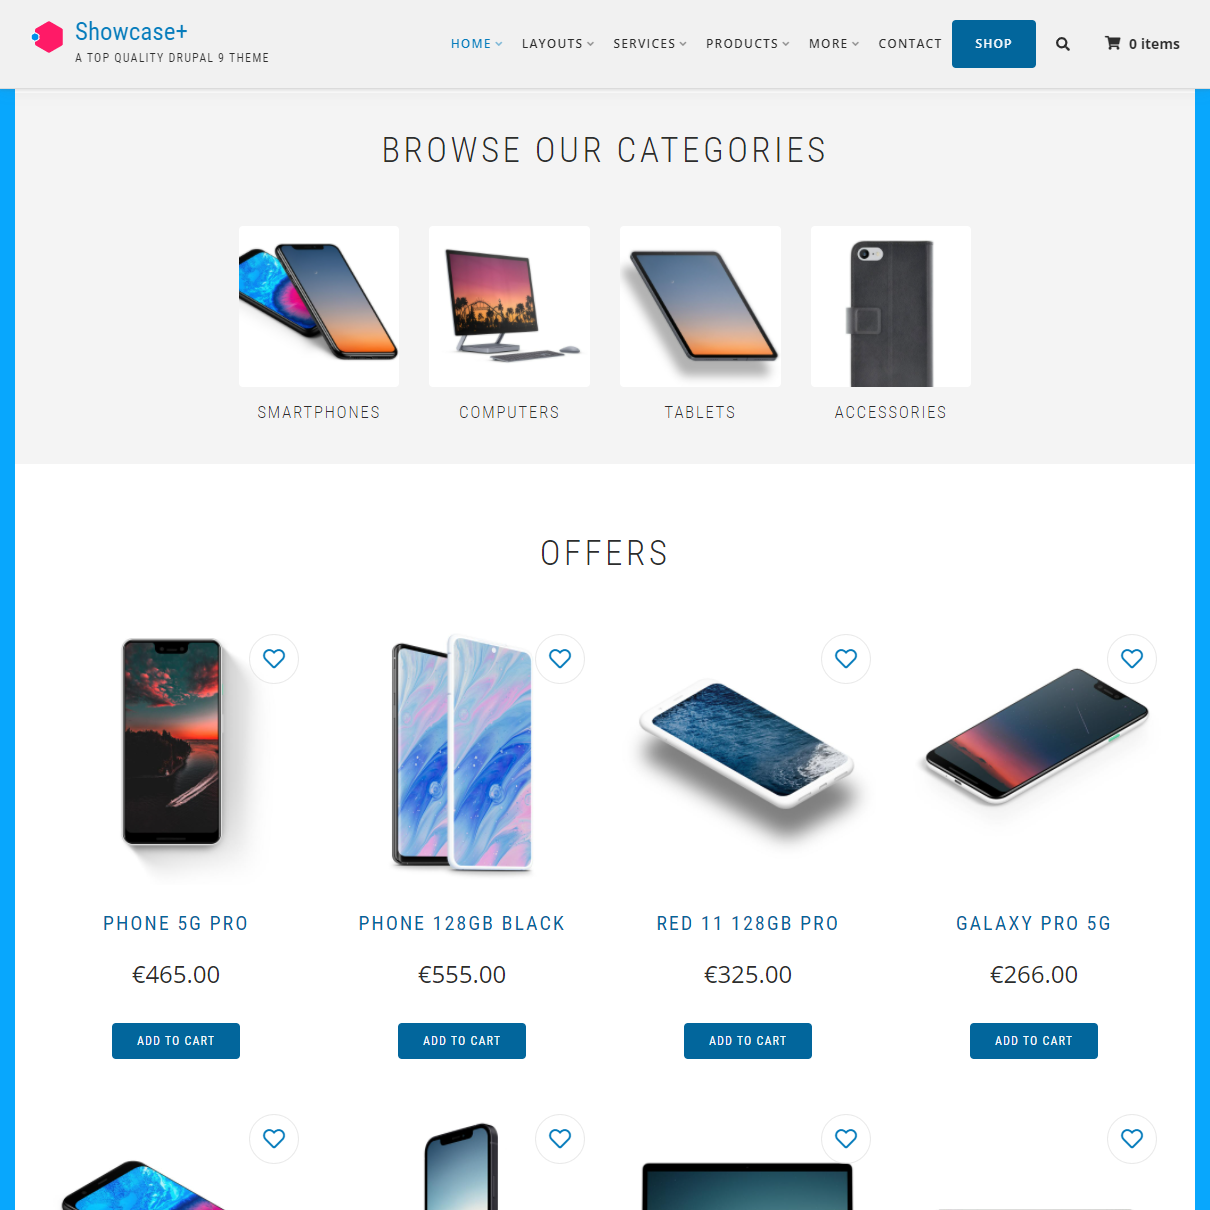 Showcase+
A TOP QUALITY DRUPAL 9 THEME
HOME LAYOUTS SERVICES PRODUCTS MORE CONTACT SHOP 0 items
BROWSE OUR CATEGORIES
SMARTPHONES COMPUTERS TABLETS ACCESSORIES
OFFERS
PHONE 5G PRO PHONE 128GB BLACK RED 11 128GB PRO GALAXY PRO 5G
€465.00 €555.00 €325.00 €266.00
ADD TO CART ADD TO CART ADD TO CART ADD TO CART